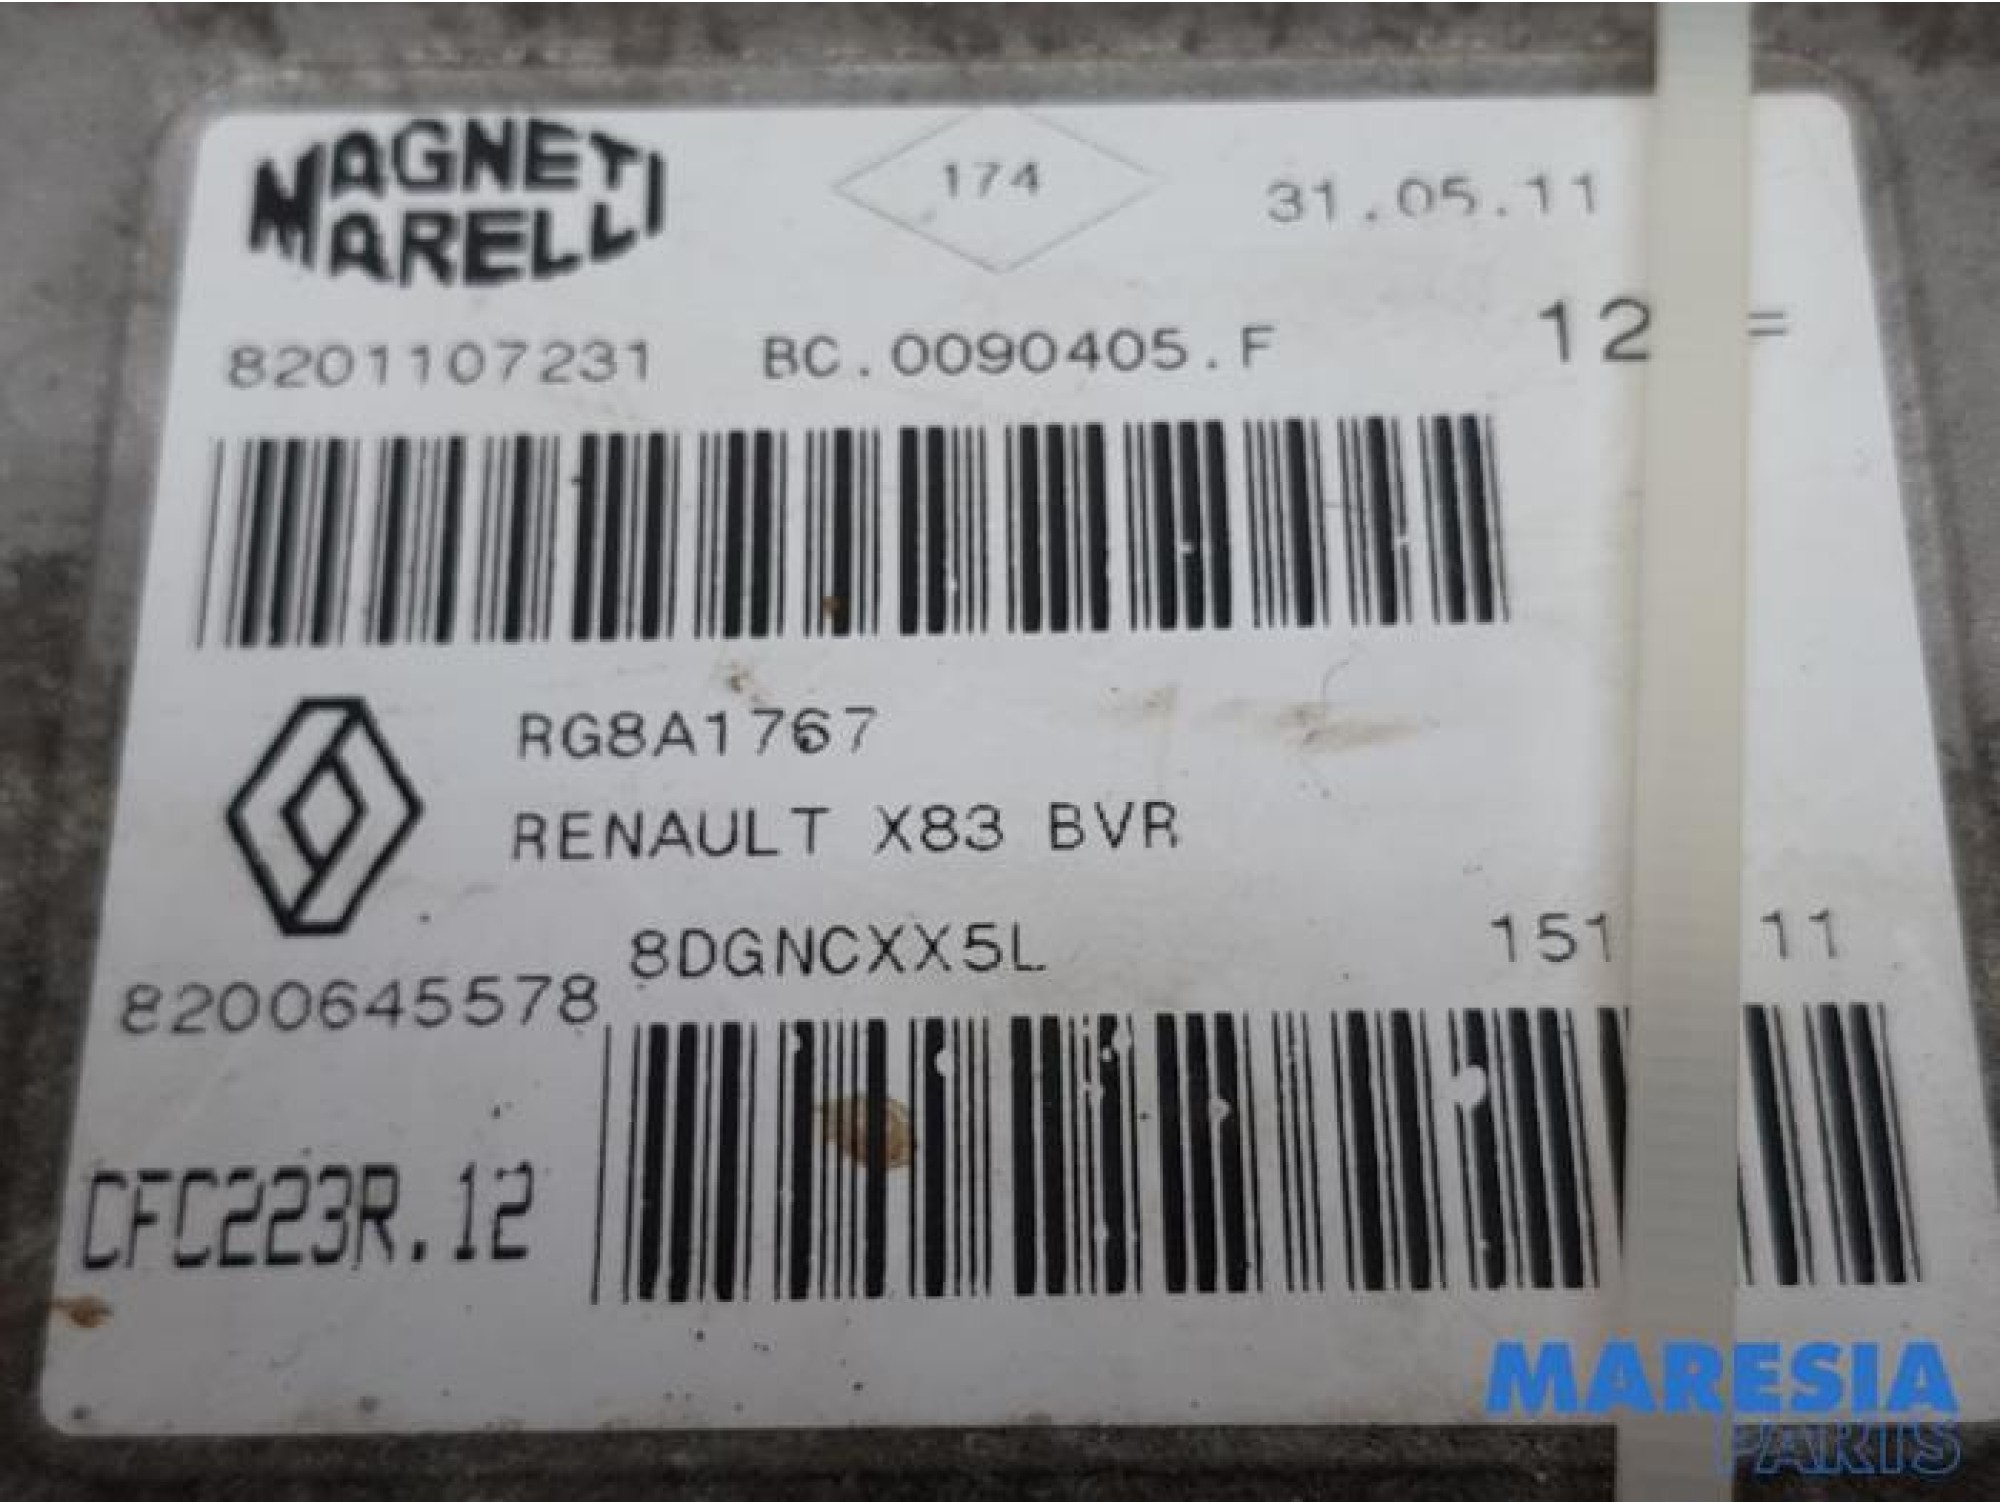 MAGNETI
MARELLI
174
31.05.11
8201107231 BC.0090405.F 12 =
RG8A1767
RENAULT X83 BVR
8DGNCXX5L 151 11
8200645578
CFC223R.12
MARESIA
PARTS